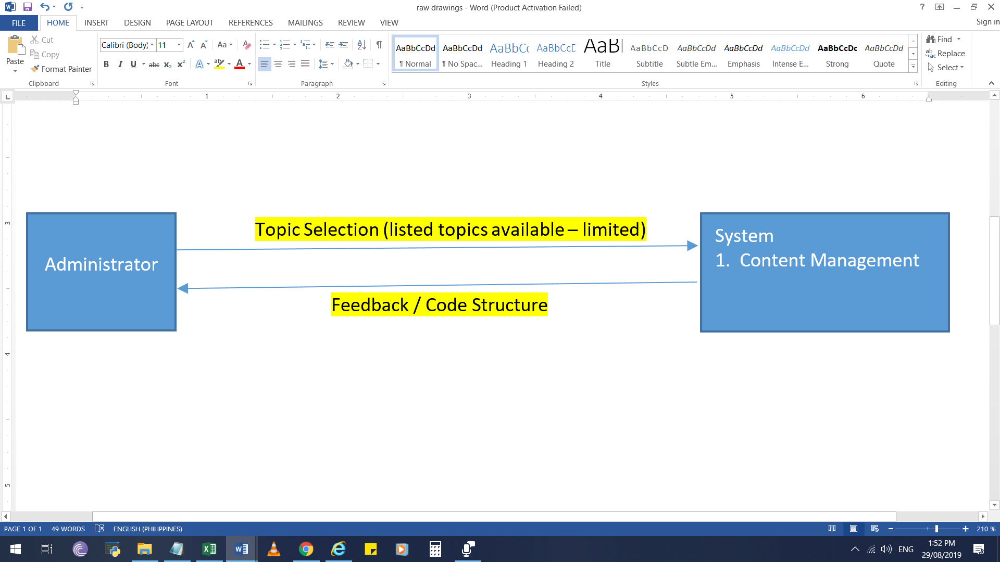 raw drawings - Word (Product Activation Failed)
?
FILE HOME INSERT DESIGN PAGE LAYOUT REFERENCES MAILINGS REVIEW VIEW
Sign in
Paste
Cut
Copy
Format Painter
Clipboard
Calibri (Body) 11
Font
Paragraph
AaBbCcDd AaBbCcDd AaBbCc AaBbCcD AaBl AaBbCcD AaBbCcDd AaBbCcDd AaBbCcDd AaBbCcDc AaBbCcDd
¶ Normal ¶ No Spac... Heading 1 Heading 2 Title Subtitle Subtle Em... Emphasis Intense E... Strong Quote
Styles
Find
Replace
Select
Editing
1 2 3 4 5 6
3
4
5
Administrator
Topic Selection (listed topics available – limited)
Feedback / Code Structure
System
1. Content Management
PAGE 1 OF 1 49 WORDS ENGLISH (PHILIPPINES)
210 %
ENG
1:52 PM
29/08/2019